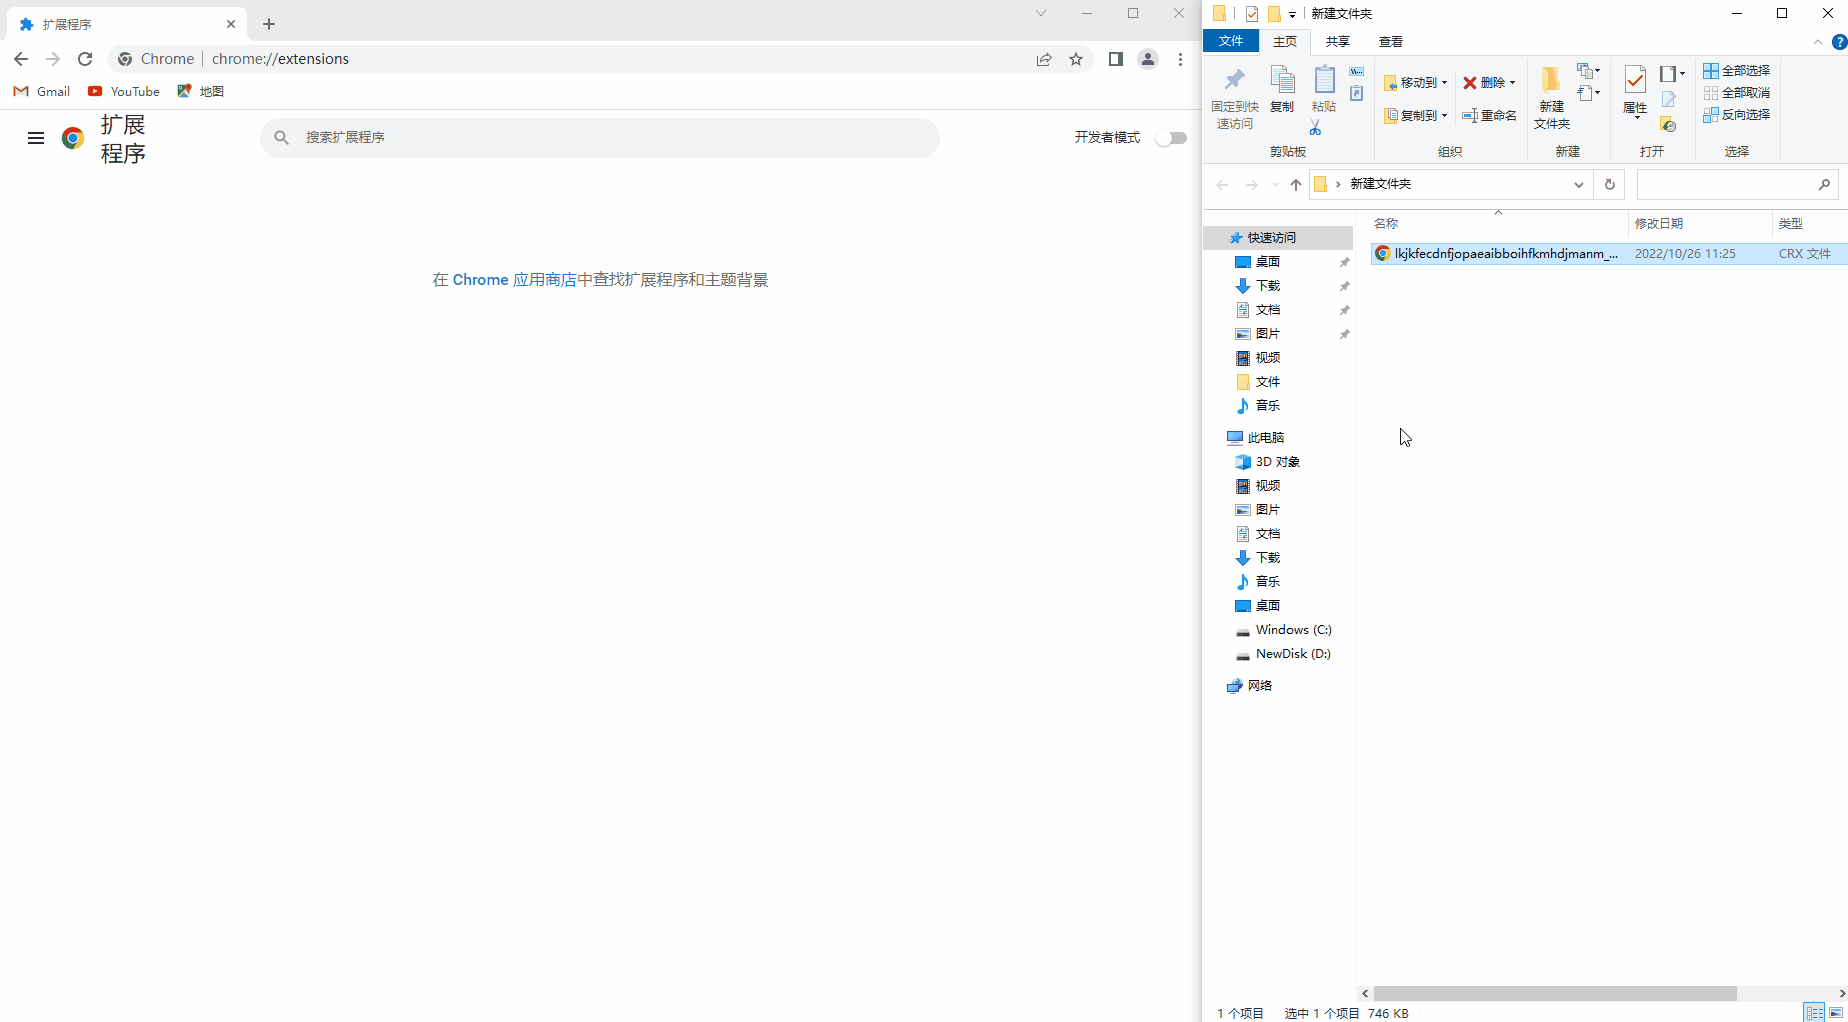 扩展程序
Chrome | chrome://extensions
Gmail YouTube 地图
扩展
程序
搜索扩展程序
开发者模式
在 Chrome 应用商店中查找扩展程序和主题背景
新建文件夹
文件 主页 共享 查看
固定到快
速访问
复制
粘贴
剪贴板
移动到
复制到
删除
重命名
组织
新建
文件夹
新建
属性
打开
全部选择
全部取消
反向选择
选择
新建文件夹
名称 修改日期 类型
lkjkfecdnfjopaeaibboihfkmhdjmanm_... 2022/10/26 11:25 CRX 文件
快速访问
桌面
下载
文档
图片
视频
文件
音乐
此电脑
3D 对象
视频
图片
文档
下载
音乐
桌面
Windows (C:)
NewDisk (D:)
网络
1 个项目 选中 1 个项目 746 KB